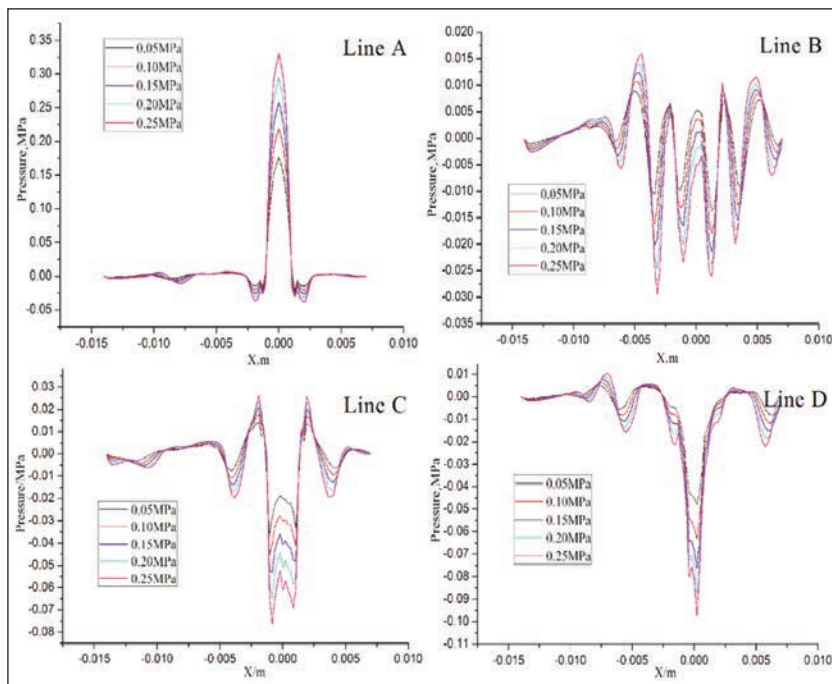 Line A
0.05MPa
0.10MPa
0.15MPa
0.20MPa
0.25MPa
Pressure,MPa
0.35
0.30
0.25
0.20
0.15
0.10
0.05
0.00
-0.05
-0.015 -0.010 -0.005 0.000 0.005 0.010
X.m
Line B
0.05MPa
0.10MPa
0.15MPa
0.20MPa
0.25MPa
Pressure,MPa
0.020
0.015
0.010
0.005
0.000
-0.005
-0.010
-0.015
-0.020
-0.025
-0.030
-0.035
-0.015 -0.010 -0.005 0.000 0.005 0.010
X.m
Line C
0.05MPa
0.10MPa
0.15MPa
0.20MPa
0.25MPa
Pressure/MPa
0.03
0.02
0.01
0.00
-0.01
-0.02
-0.03
-0.04
-0.05
-0.06
-0.07
-0.08
-0.015 -0.010 -0.005 0.000 0.005 0.010
X/m
Line D
0.05MPa
0.10MPa
0.15MPa
0.20MPa
0.25MPa
Pressure,MPa
0.01
0.00
-0.01
-0.02
-0.03
-0.04
-0.05
-0.06
-0.07
-0.08
-0.09
-0.10
-0.11
-0.015 -0.010 -0.005 0.000 0.005 0.010
X/m